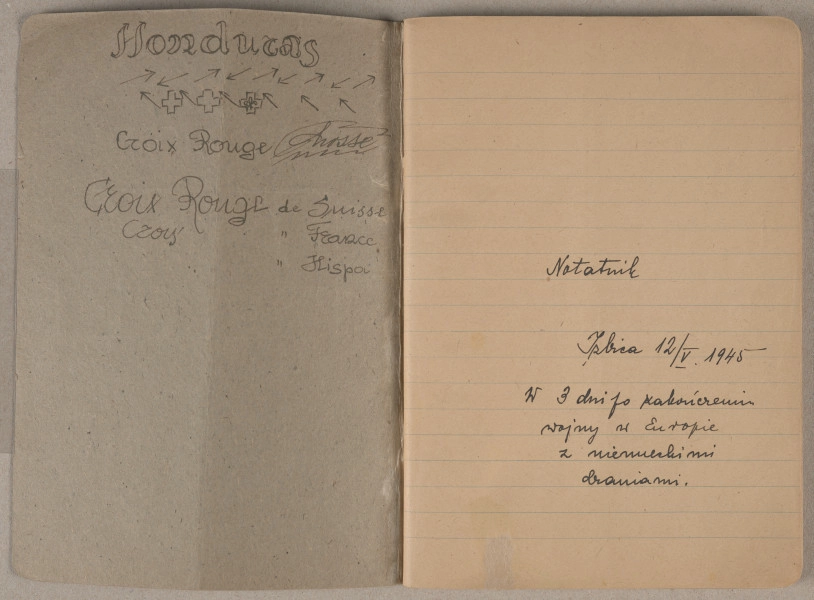 Honduras
Croix Rouge Suisse
Croix Rouge de Suisse
Croix " France
" Hispa
Notatnik
Izbica 12/V. 1945
W 3 dni po zakończeniu
wojny w Europie
z niemieckimi
draniami.